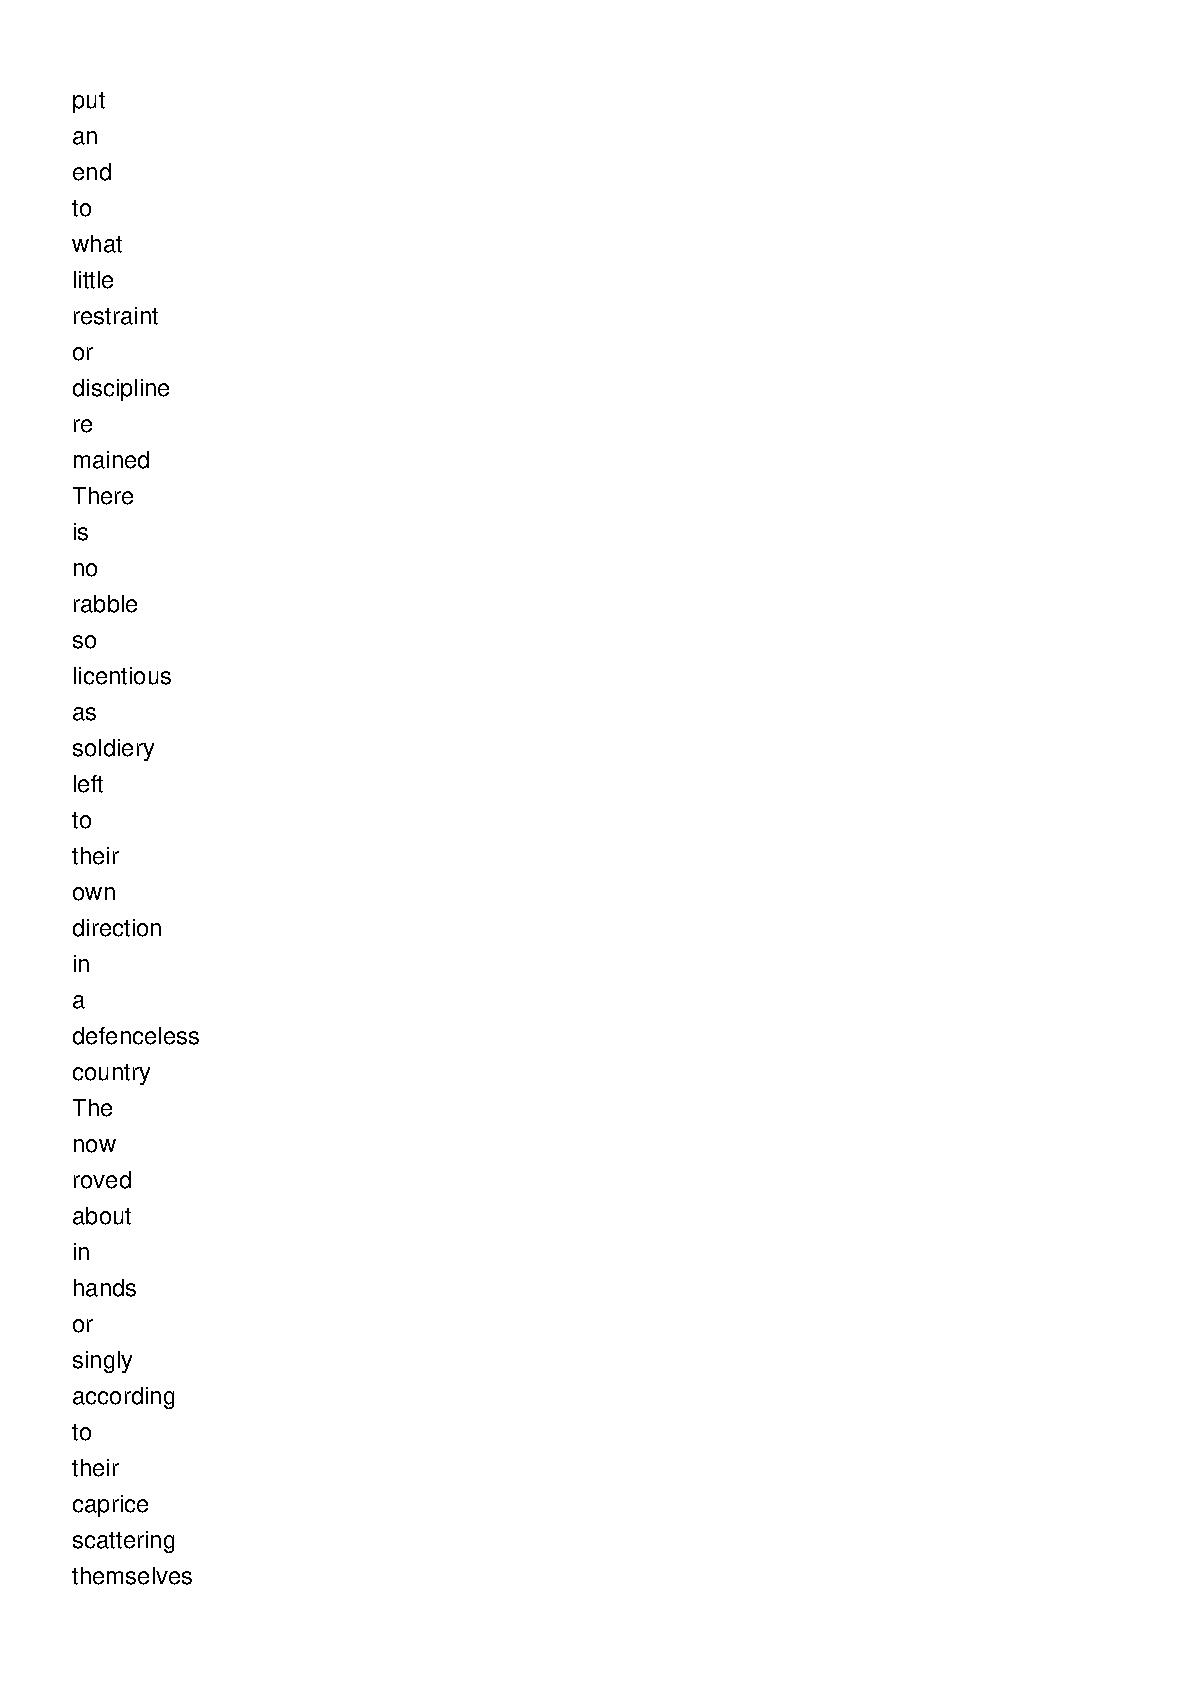 put
an
end
to
what
little
restraint
or
discipline
re
mained
There
is
no
rabble
so
licentious
as
soldiery
left
to
their
own
direction
in
a
defenceless
country
The
now
roved
about
in
hands
or
singly
according
to
their
caprice
scattering
themselves